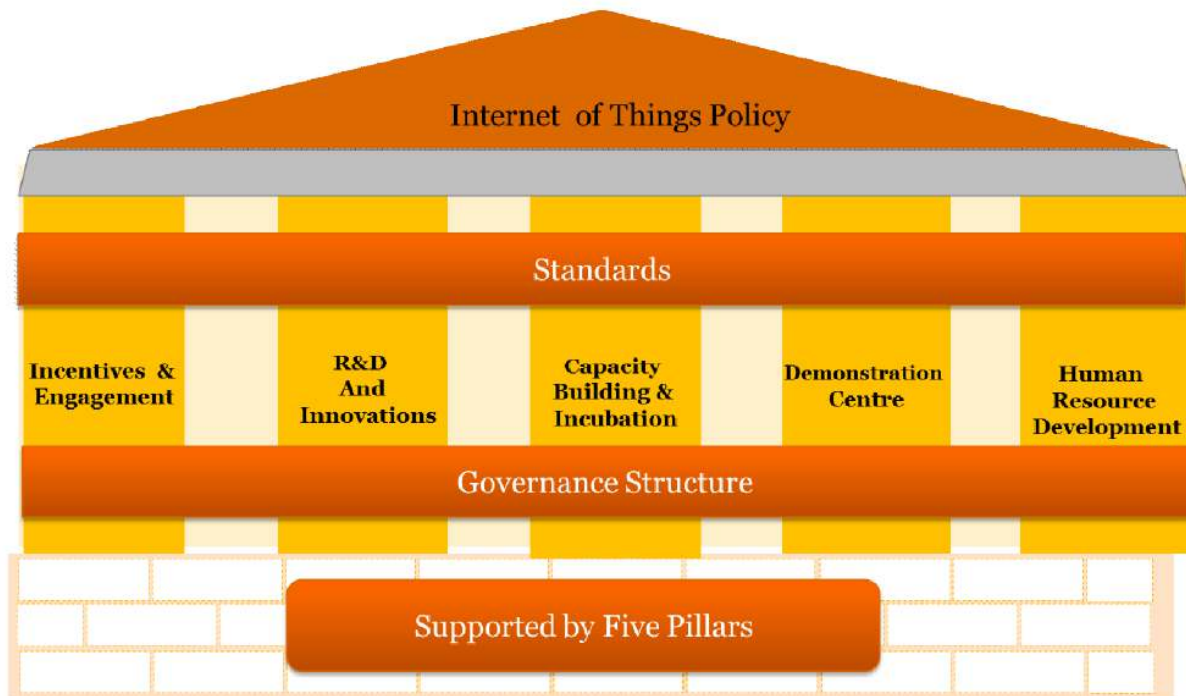 Internet of Things Policy
Standards
Incentives &
Engagement
R&D
And
Innovations
Capacity
Building &
Incubation
Demonstration
Centre
Human
Resource
Development
Governance Structure
Supported by Five Pillars